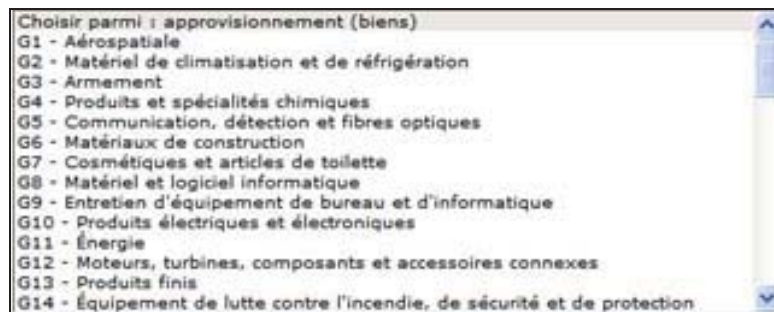 Choisir parmi : approvisionnement (biens)
G1 - Aérospatiale
G2 - Matériel de climatisation et de réfrigération
G3 - Armement
G4 - Produits et spécialités chimiques
G5 - Communication, détection et fibres optiques
G6 - Matériaux de construction
G7 - Cosmétiques et articles de toilette
G8 - Matériel et logiciel informatique
G9 - Entretien d'équipement de bureau et d'informatique
G10 - Produits électriques et électroniques
G11 - Énergie
G12 - Moteurs, turbines, composants et accessoires connexes
G13 - Produits finis
G14 - Équipement de lutte contre l'incendie, de sécurité et de protection